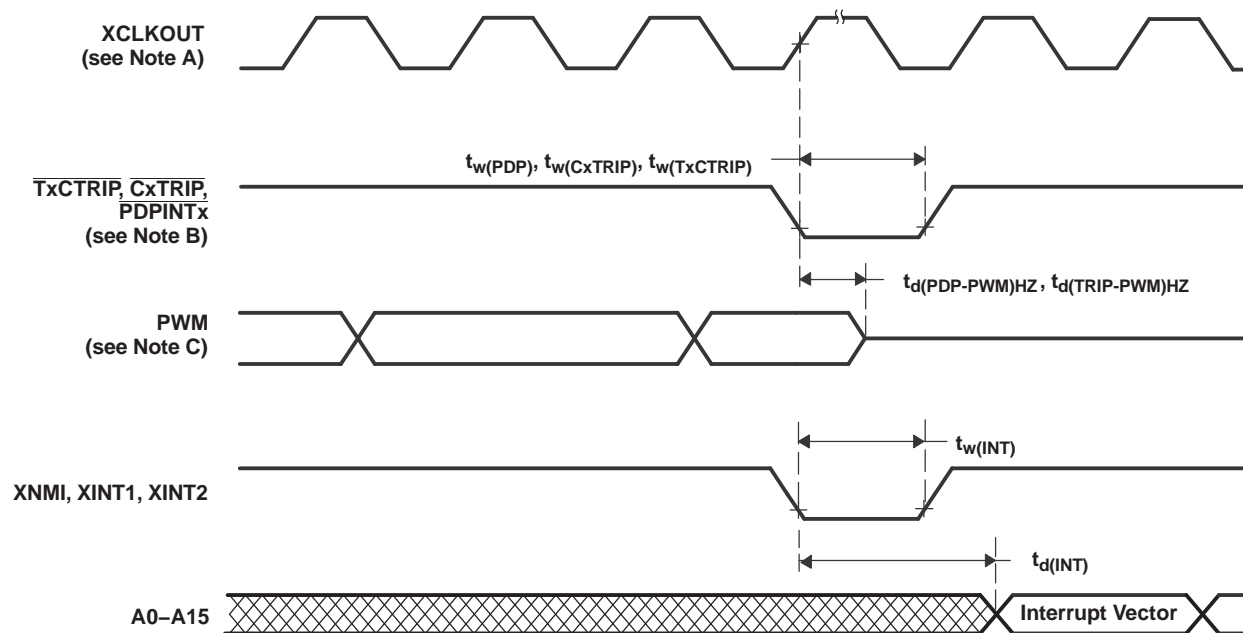 XCLKOUT
(see Note A)
tw(PDP), tw(CxTRIP), tw(TxCTRIP)
TxCTRIP, CxTRIP,
PDPINTx
(see Note B)
td(PDP-PWM)HZ, td(TRIP-PWM)HZ
PWM
(see Note C)
tw(INT)
XNMI, XINT1, XINT2
td(INT)
A0–A15
Interrupt Vector